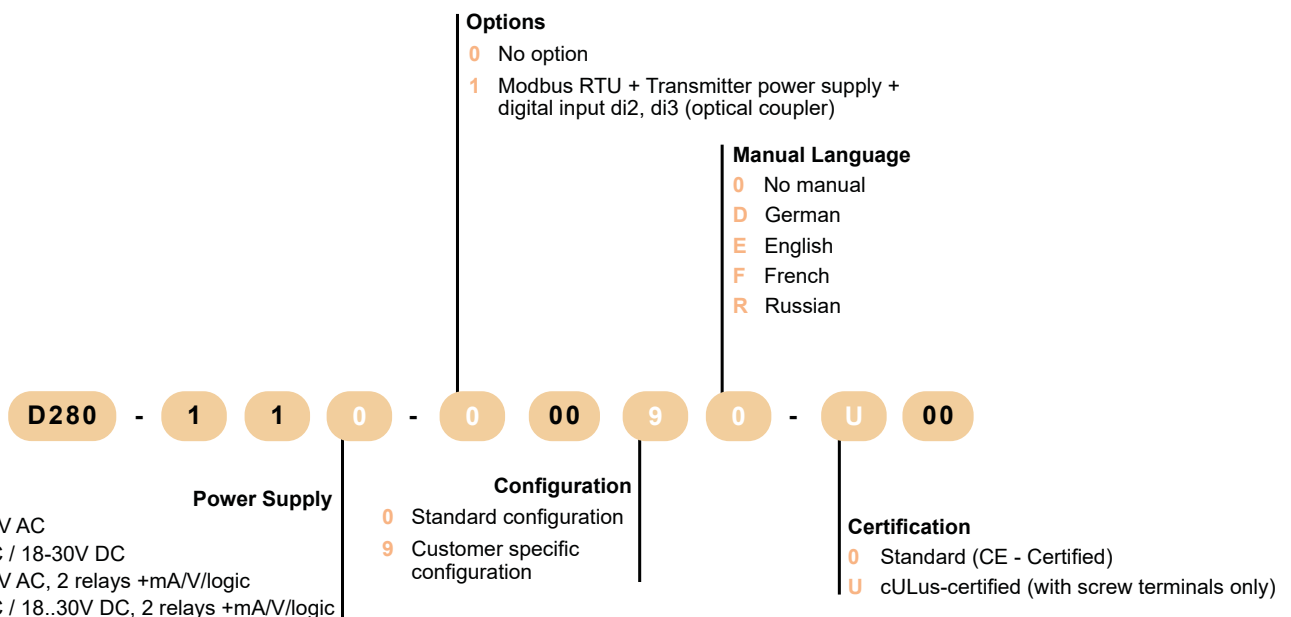 Options
0 No option
1 Modbus RTU + Transmitter power supply +
digital input di2, di3 (optical coupler)
Manual Language
0 No manual
D German
E English
F French
R Russian
D280 - 1 1 0 - 0 00 9 0 - U 00
Power Supply
V AC
/ 18-30V DC
V AC, 2 relays +mA/V/logic
/ 18..30V DC, 2 relays +mA/V/logic
Configuration
0 Standard configuration
9 Customer specific
configuration
Certification
0 Standard (CE - Certified)
U cULus-certified (with screw terminals only)